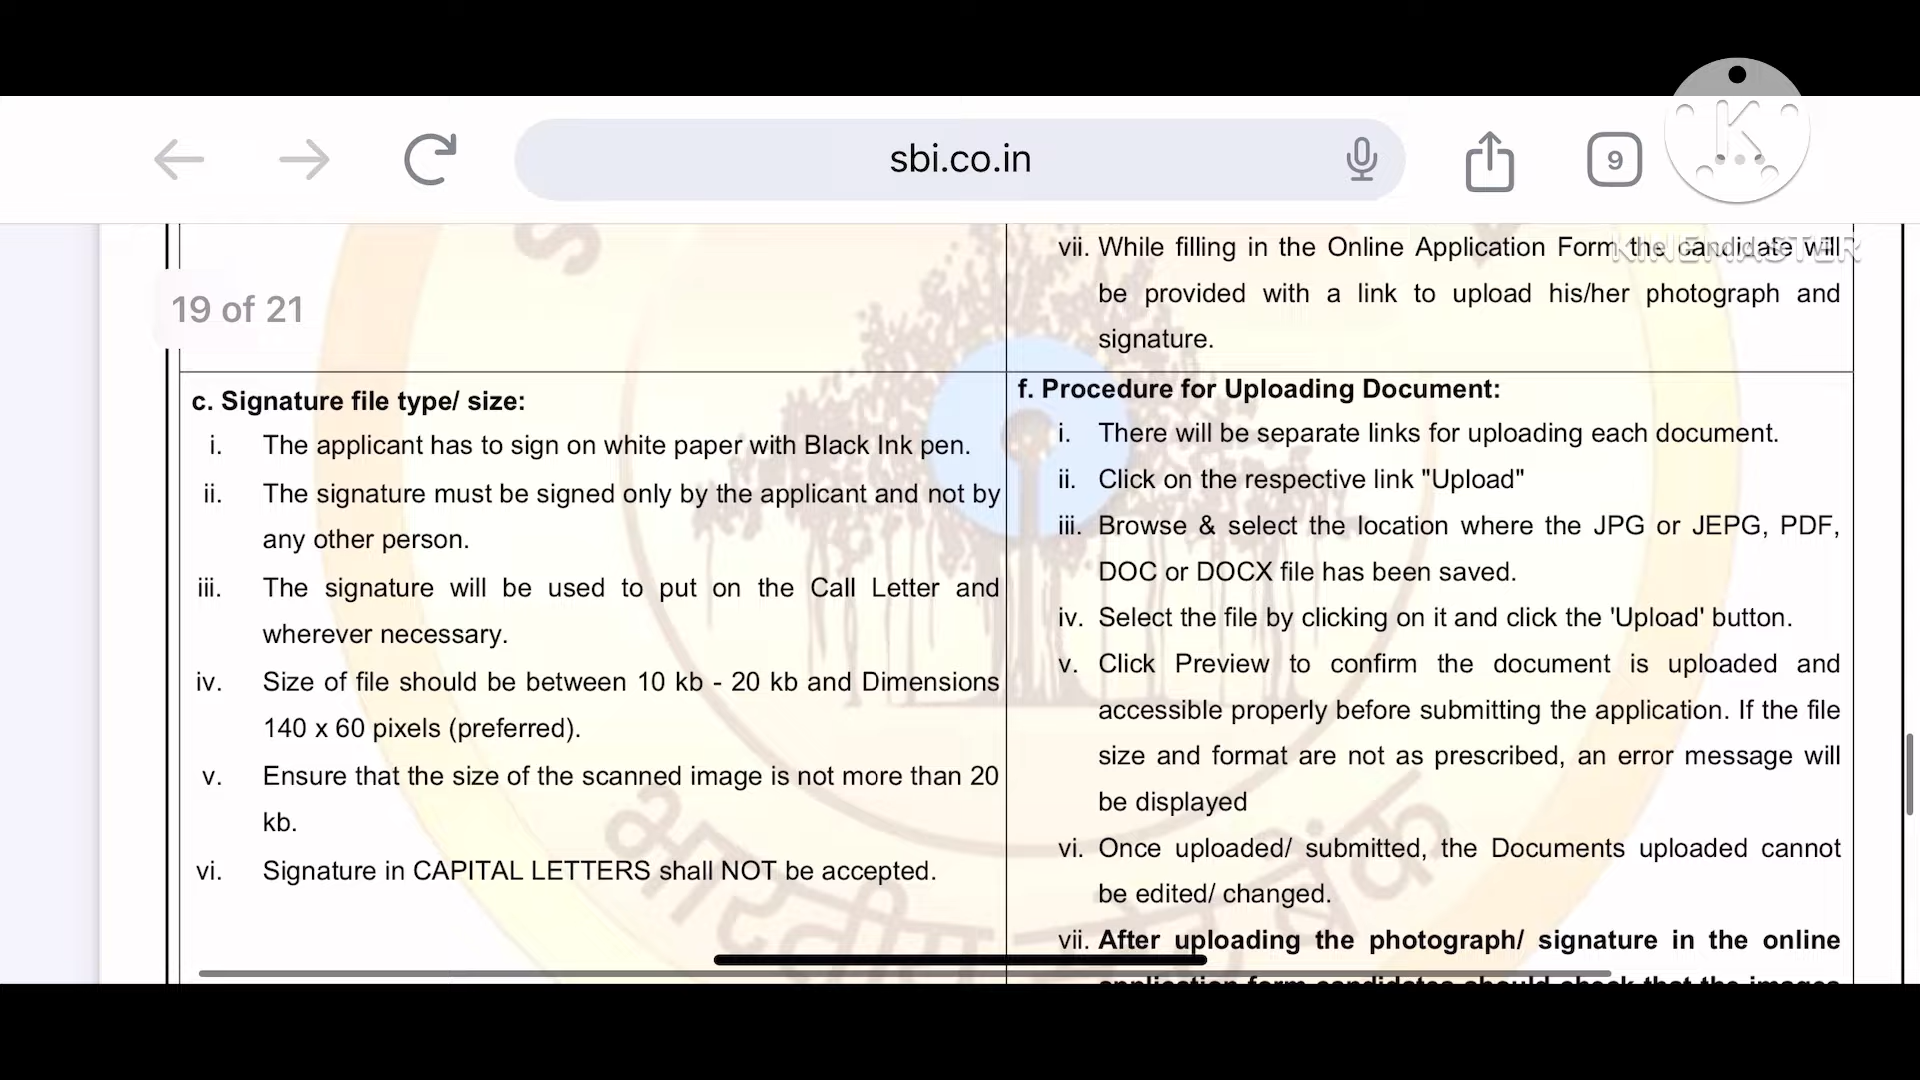 sbi.co.in
9
K
KINEMASTER
19 of 21
vii. While filling in the Online Application Form the candidate will
be provided with a link to upload his/her photograph and
signature.
c. Signature file type/ size:
i. The applicant has to sign on white paper with Black Ink pen.
ii. The signature must be signed only by the applicant and not by
any other person.
iii. The signature will be used to put on the Call Letter and
wherever necessary.
iv. Size of file should be between 10 kb - 20 kb and Dimensions
140 x 60 pixels (preferred).
v. Ensure that the size of the scanned image is not more than 20
kb.
vi. Signature in CAPITAL LETTERS shall NOT be accepted.
f. Procedure for Uploading Document:
i. There will be separate links for uploading each document.
ii. Click on the respective link "Upload"
iii. Browse & select the location where the JPG or JEPG, PDF,
DOC or DOCX file has been saved.
iv. Select the file by clicking on it and click the 'Upload' button.
v. Click Preview to confirm the document is uploaded and
accessible properly before submitting the application. If the file
size and format are not as prescribed, an error message will
be displayed
vi. Once uploaded/ submitted, the Documents uploaded cannot
be edited/ changed.
vii. After uploading the photograph/ signature in the online
application form candidates should check that the images
भारतीय स्टेट बैंक